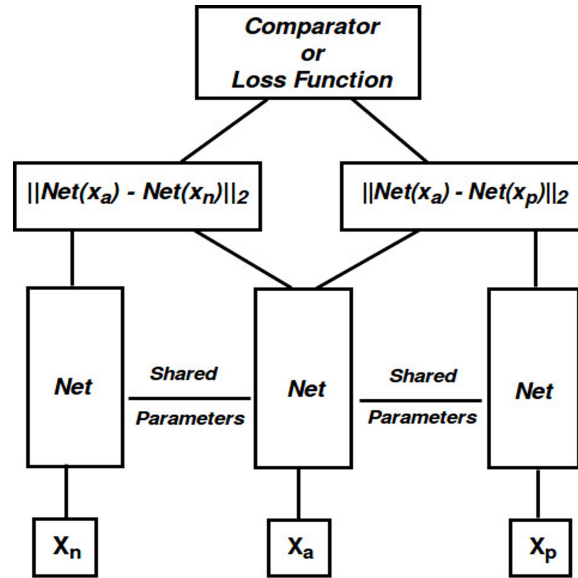 Comparator
or
Loss Function
||Net(xₐ) - Net(xₙ)||₂
||Net(xₐ) - Net(xₚ)||₂
Net
Shared
Parameters
Net
Shared
Parameters
Net
Xₙ
Xₐ
Xₚ